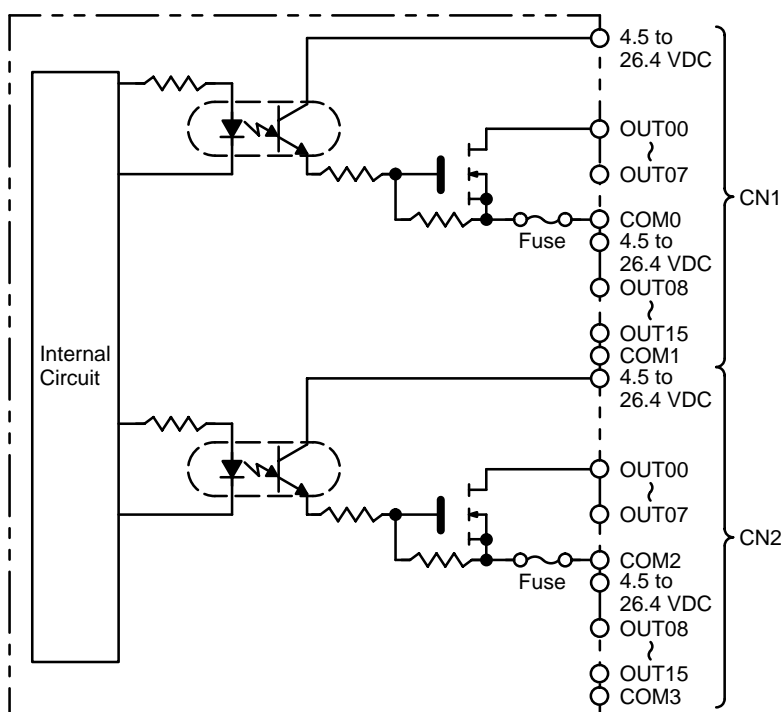 4.5 to
26.4 VDC
OUT00
~
OUT07
CN1
COM0
Fuse
4.5 to
26.4 VDC
OUT08
~
OUT15
COM1
Internal
Circuit
4.5 to
26.4 VDC
OUT00
~
OUT07
CN2
COM2
Fuse
4.5 to
26.4 VDC
OUT08
~
OUT15
COM3